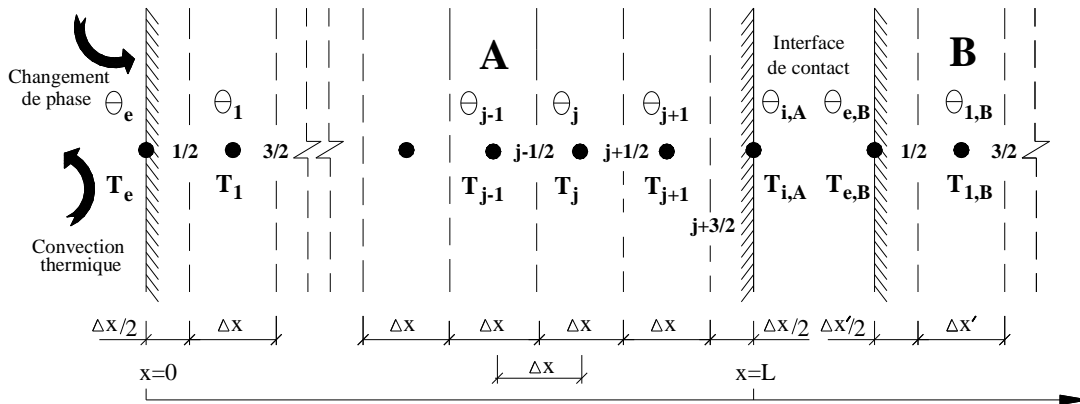 A
B
Interface
de contact
Changement
de phase
Θe
Θ1
Θj-1
Θj
Θj+1
Θi,A
Θe,B
Θ1,B
1/2
3/2
j-1/2
j+1/2
1/2
3/2
Te
T1
Tj-1
Tj
Tj+1
Ti,A
Te,B
T1,B
j+3/2
Convection
thermique
Δx/2
Δx
Δx
Δx
Δx
Δx
Δx/2
Δx'/2
Δx'
Δx
x=0
x=L